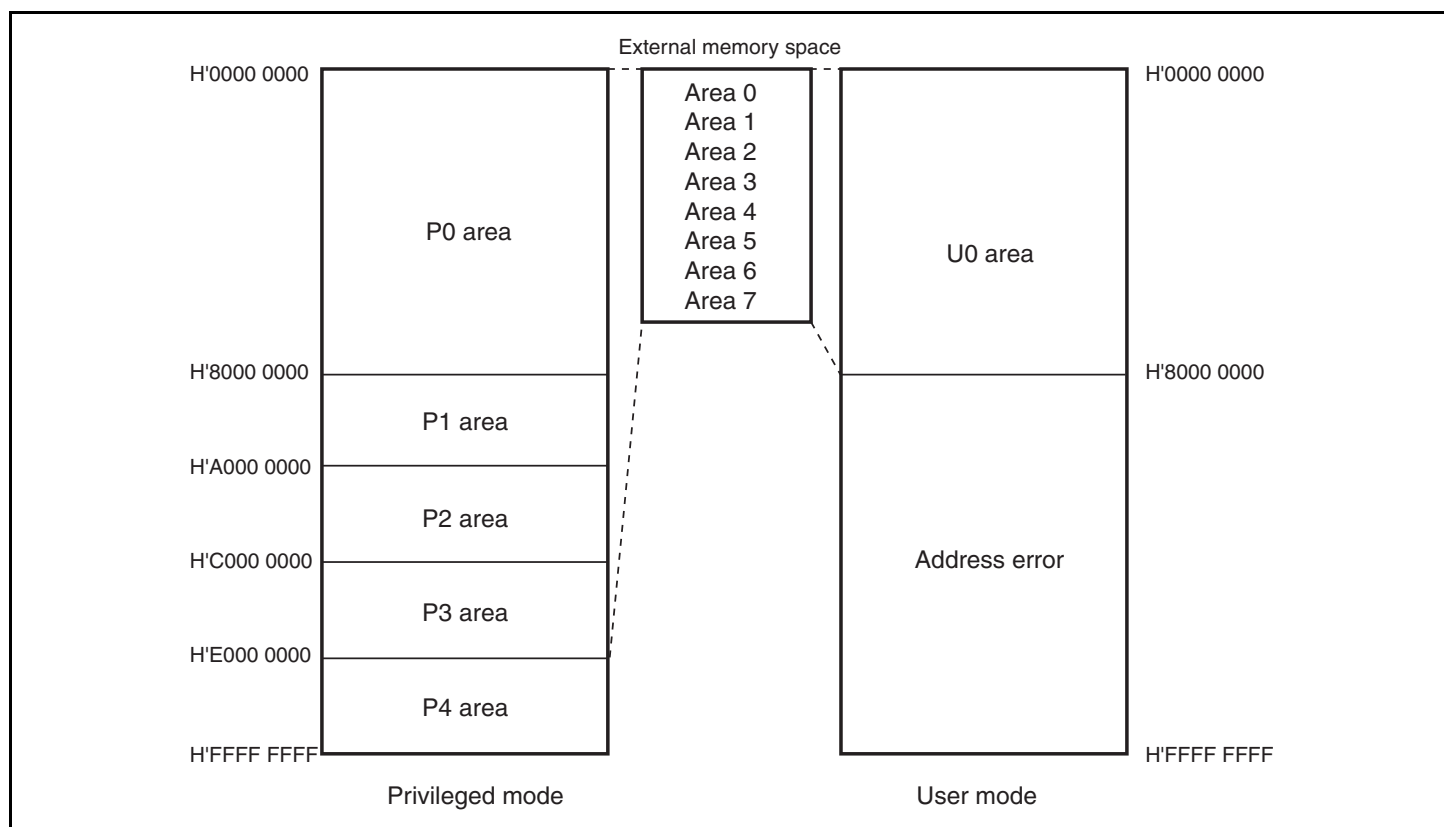 External memory space
H'0000 0000
H'0000 0000
Area 0
Area 1
Area 2
Area 3
Area 4
Area 5
Area 6
Area 7
P0 area
U0 area
H'8000 0000
H'8000 0000
P1 area
H'A000 0000
P2 area
H'C000 0000
Address error
P3 area
H'E000 0000
P4 area
H'FFFF FFFF
H'FFFF FFFF
Privileged mode
User mode